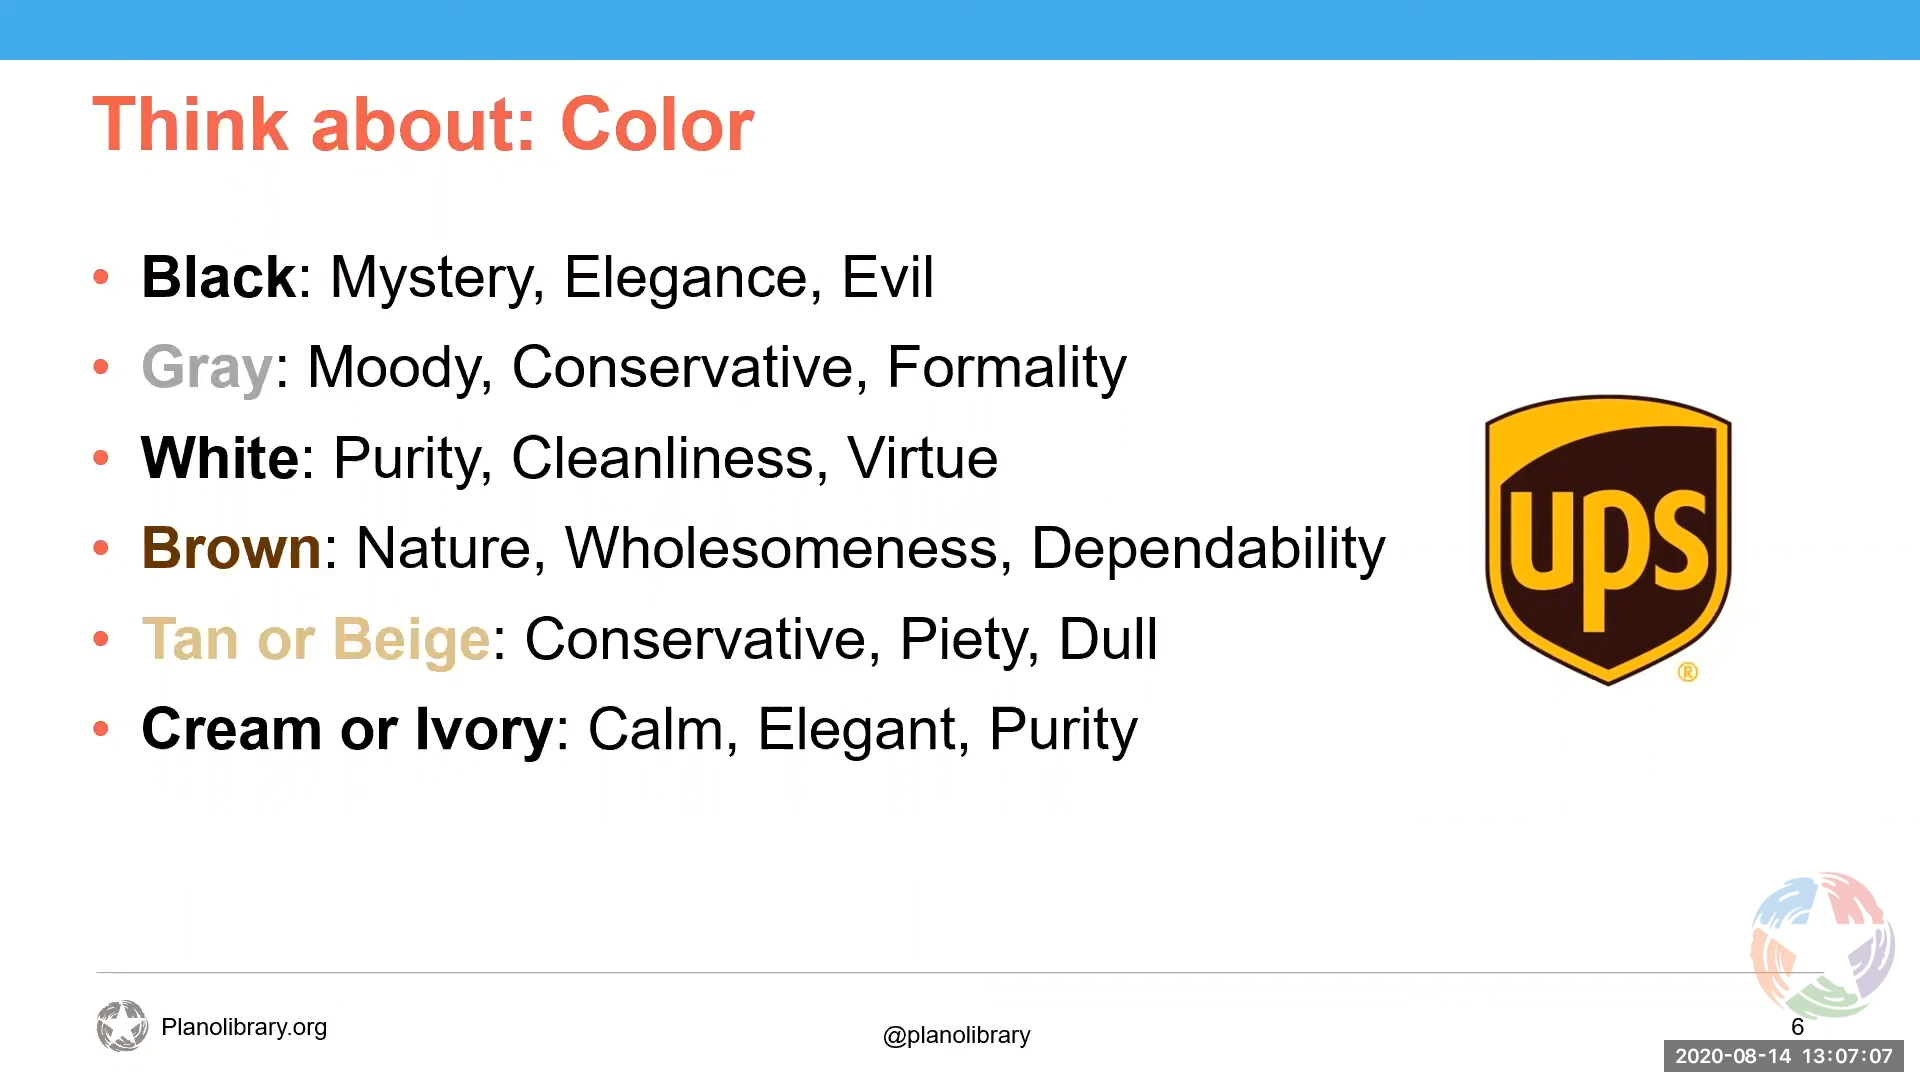 Think about: Color
• Black: Mystery, Elegance, Evil
• Gray: Moody, Conservative, Formality
• White: Purity, Cleanliness, Virtue
• Brown: Nature, Wholesomeness, Dependability
• Tan or Beige: Conservative, Piety, Dull
• Cream or Ivory: Calm, Elegant, Purity
ups
®
Planolibrary.org
@planolibrary
6
2020-08-14 13:07:07